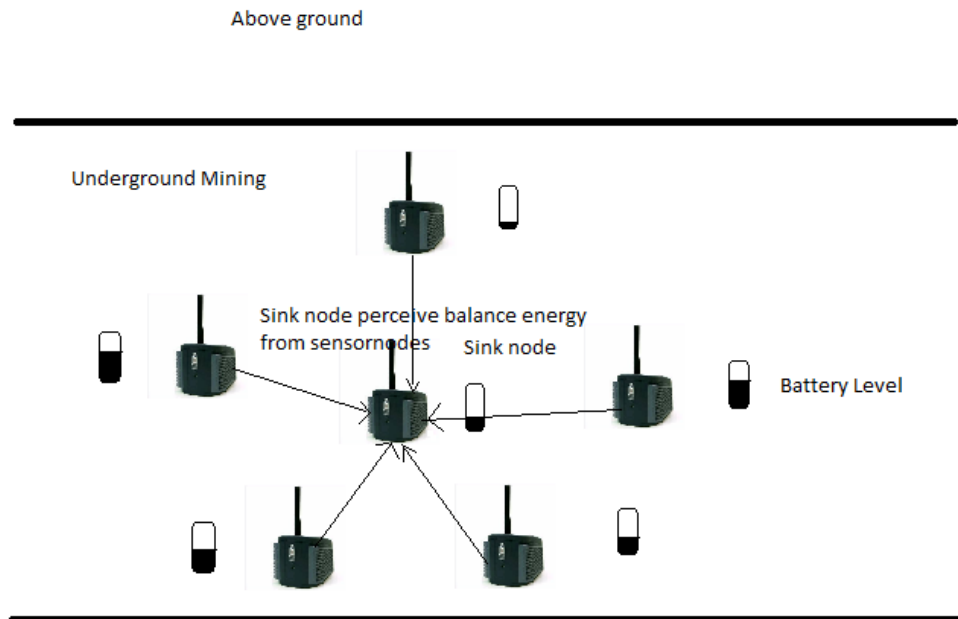 Above ground
Underground Mining
Sink node perceive balance energy
from sensornodes
Sink node
Battery Level